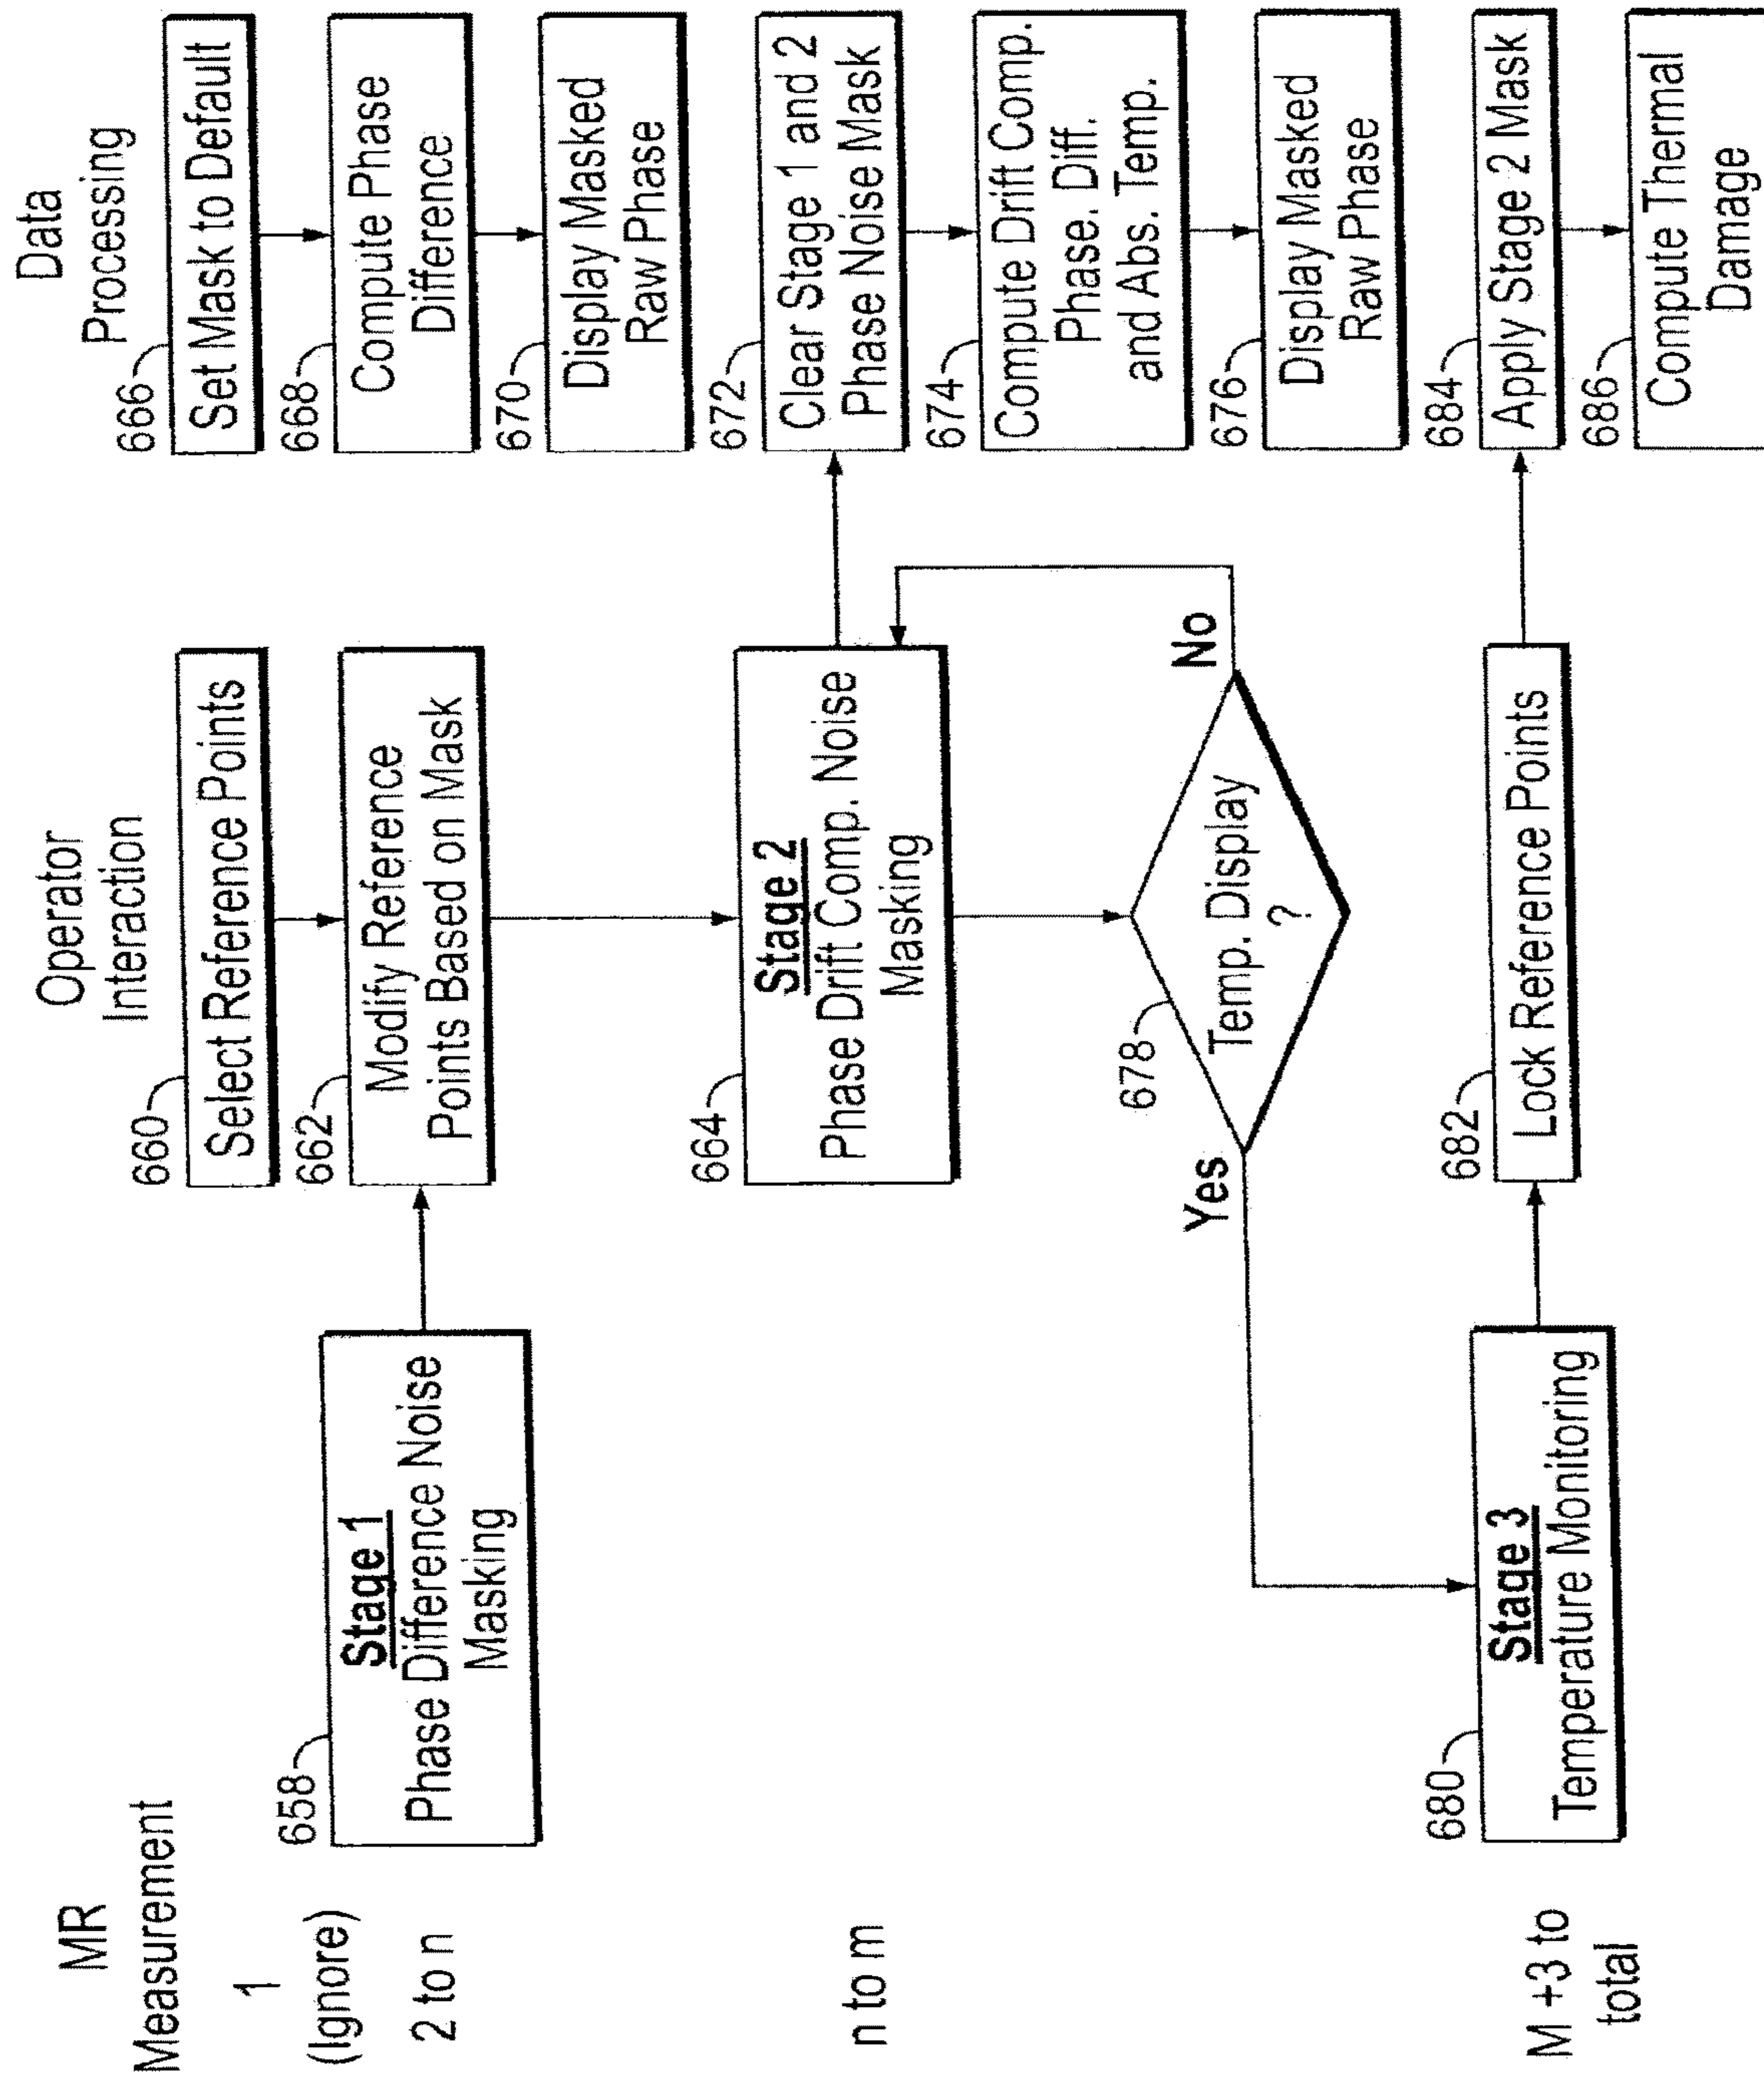 MR
Measurement
Operator
Interaction
Data
Processing
1
(Ignore)
2 to n
658
Stage 1
Phase Difference Noise
Masking
660
Select Reference Points
662
Modify Reference
Points Based on Mask
666
Set Mask to Default
668
Compute Phase
Difference
670
Display Masked
Raw Phase
n to m
664
Stage 2
Phase Drift Comp. Noise
Masking
672
Clear Stage 1 and 2
Phase Noise Mask
674
Compute Drift Comp.
Phase. Diff.
and Abs. Temp.
676
Display Masked
Raw Phase
678
Temp. Display
?
Yes
No
M +3 to
total
680
Stage 3
Temperature Monitoring
682
Lock Reference Points
684
Apply Stage 2 Mask
686
Compute Thermal
Damage